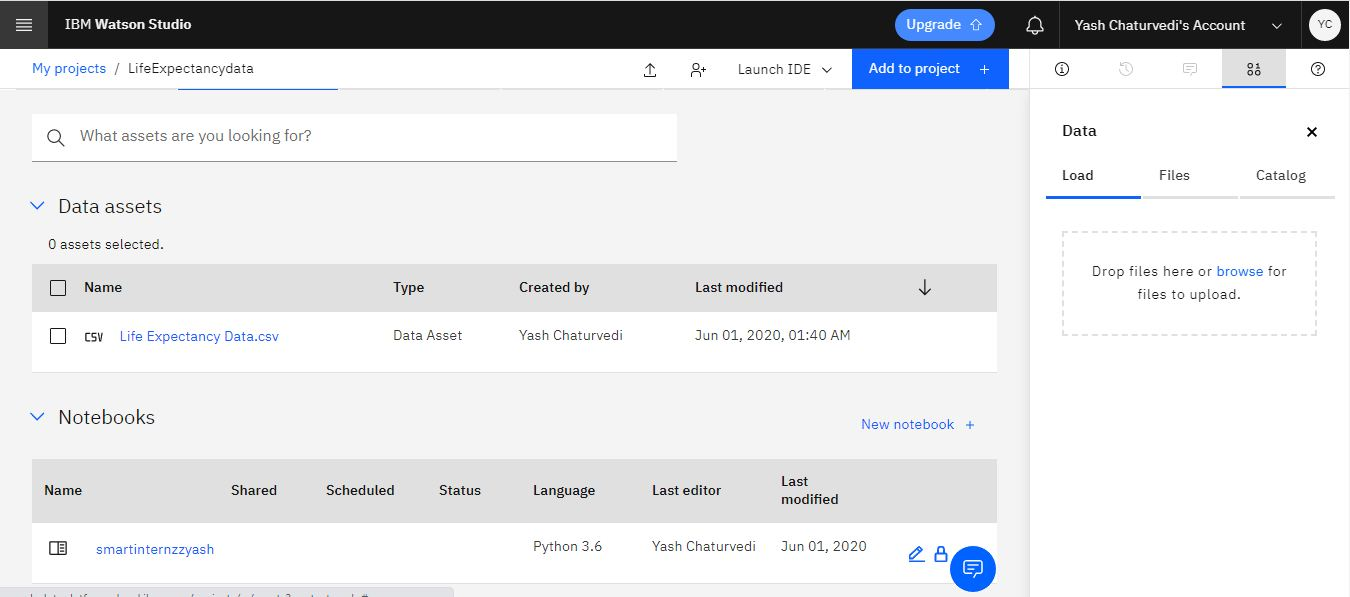 IBM Watson Studio
Upgrade
Yash Chaturvedi's Account
YC
My projects / LifeExpectancydata
Launch IDE
Add to project +
What assets are you looking for?
Data assets
0 assets selected.
Name Type Created by Last modified
CSV Life Expectancy Data.csv Data Asset Yash Chaturvedi Jun 01, 2020, 01:40 AM
Notebooks
New notebook +
Name Shared Scheduled Status Language Last editor Last
modified
smartinternzzyash Python 3.6 Yash Chaturvedi Jun 01, 2020
Data
Load Files Catalog
Drop files here or browse for
files to upload.